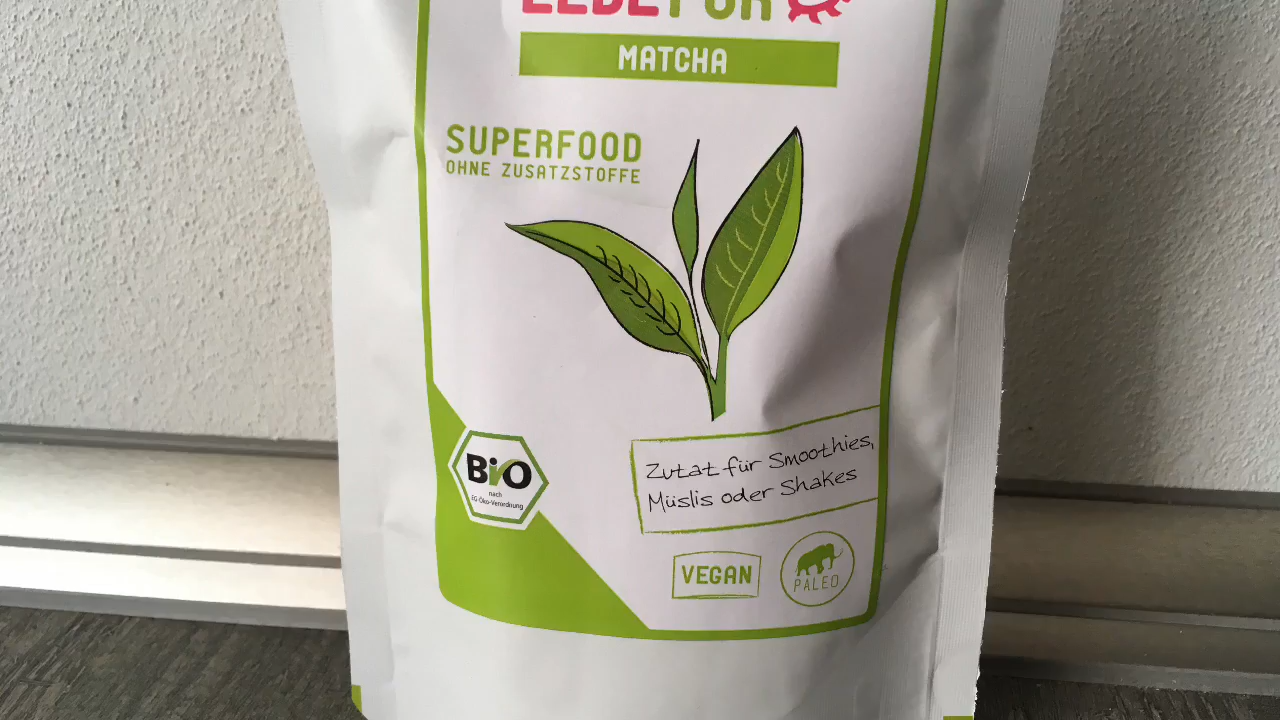 MATCHA
SUPERFOOD
OHNE ZUSATZSTOFFE
BiO
nach
EG-Öko-Verordnung
Zutat für Smoothies,
Müslis oder Shakes
VEGAN
PALEO